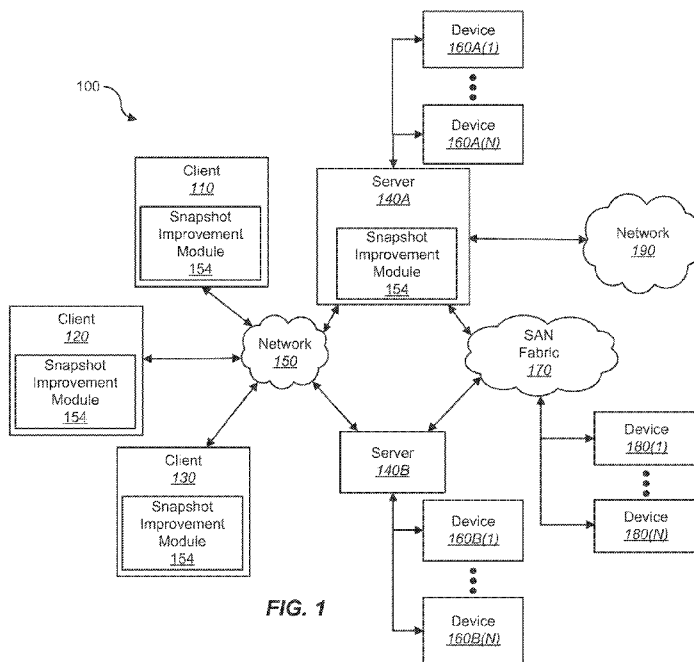 Device
160A(1)
Device
160A(N)
100
Client
110
Snapshot
Improvement
Module
154
Server
140A
Snapshot
Improvement
Module
154
Network
190
Client
120
Snapshot
Improvement
Module
154
Network
150
SAN
Fabric
170
Client
130
Snapshot
Improvement
Module
154
Server
140B
Device
180(1)
Device
180(N)
Device
160B(1)
Device
160B(N)
FIG. 1